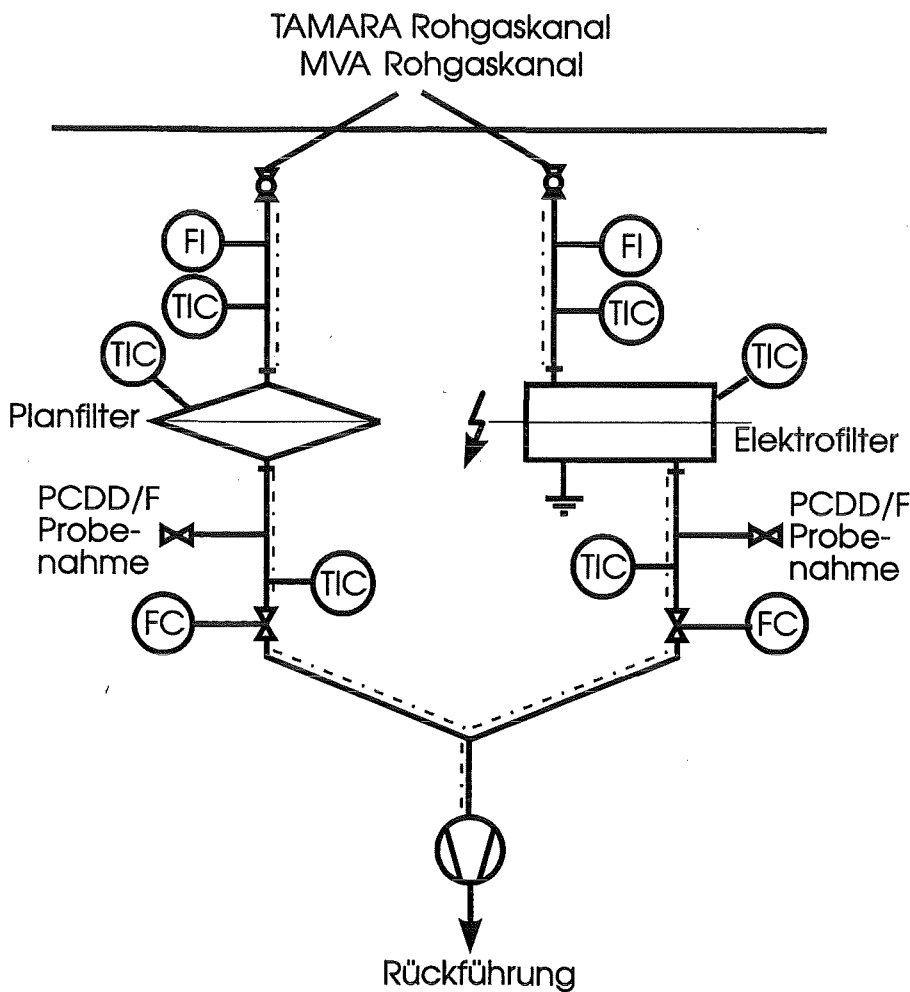 TAMARA Rohgaskanal
MVA Rohgaskanal
FI
FI
TIC
TIC
TIC
TIC
Planfilter
Elektrofilter
PCDD/F
Probe-
nahme
PCDD/F
Probe-
nahme
TIC
TIC
FC
FC
Rückführung